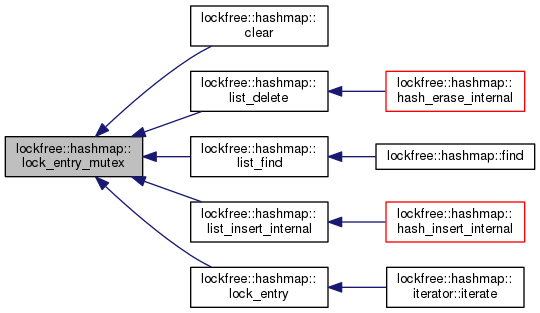 lockfree::hashmap::
lock_entry_mutex
lockfree::hashmap::
clear
lockfree::hashmap::
list_delete
lockfree::hashmap::
hash_erase_internal
lockfree::hashmap::
list_find
lockfree::hashmap::find
lockfree::hashmap::
list_insert_internal
lockfree::hashmap::
hash_insert_internal
lockfree::hashmap::
lock_entry
lockfree::hashmap::
iterator::iterate